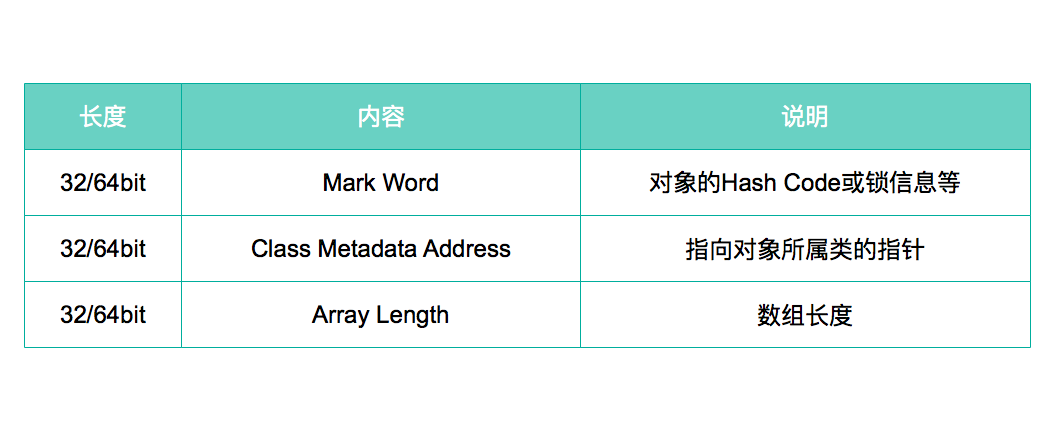 长度 内容 说明
32/64bit Mark Word 对象的Hash Code或锁信息等
32/64bit Class Metadata Address 指向对象所属类的指针
32/64bit Array Length 数组长度